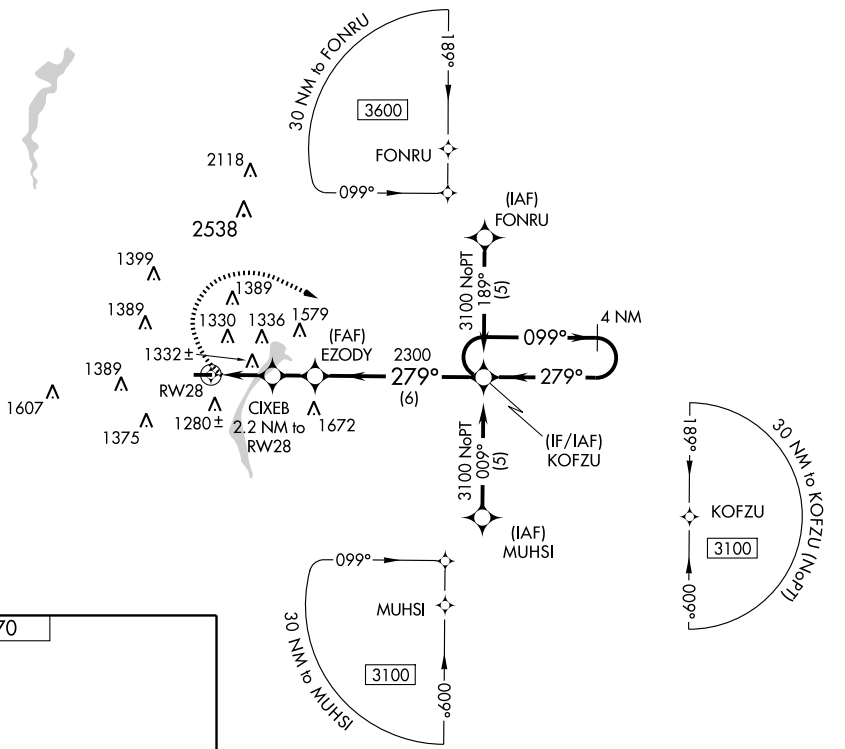 30 NM to FONRU
189°
3600
FONRU
099°
2118
2538
(IAF)
FONRU
1399
1389
1389
1330
1336
1579
1332±
3100 NoPT
189°
(5)
4 NM
099°
(FAF)
EZODY
2300
279°
(6)
279°
1389
RW28
1607
1375
1280±
CIXEB
2.2 NM to
RW28
1672
3100 NoPT
009°
(5)
(IF/IAF)
KOFZU
(IAF)
MUHSI
189°
30 NM to KOFZU (NoPT)
KOFZU
3100
009°
099°
MUHSI
30 NM to MUHSI
3100
009°
70